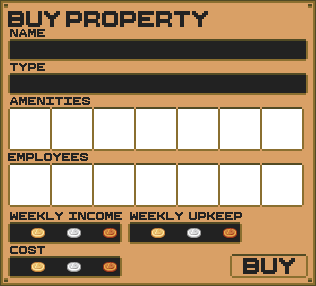 BUY PROPERTY
NAME
TYPE
AMENITIES
EMPLOYEES
WEEKLY INCOME WEEKLY UPKEEP
COST
BUY